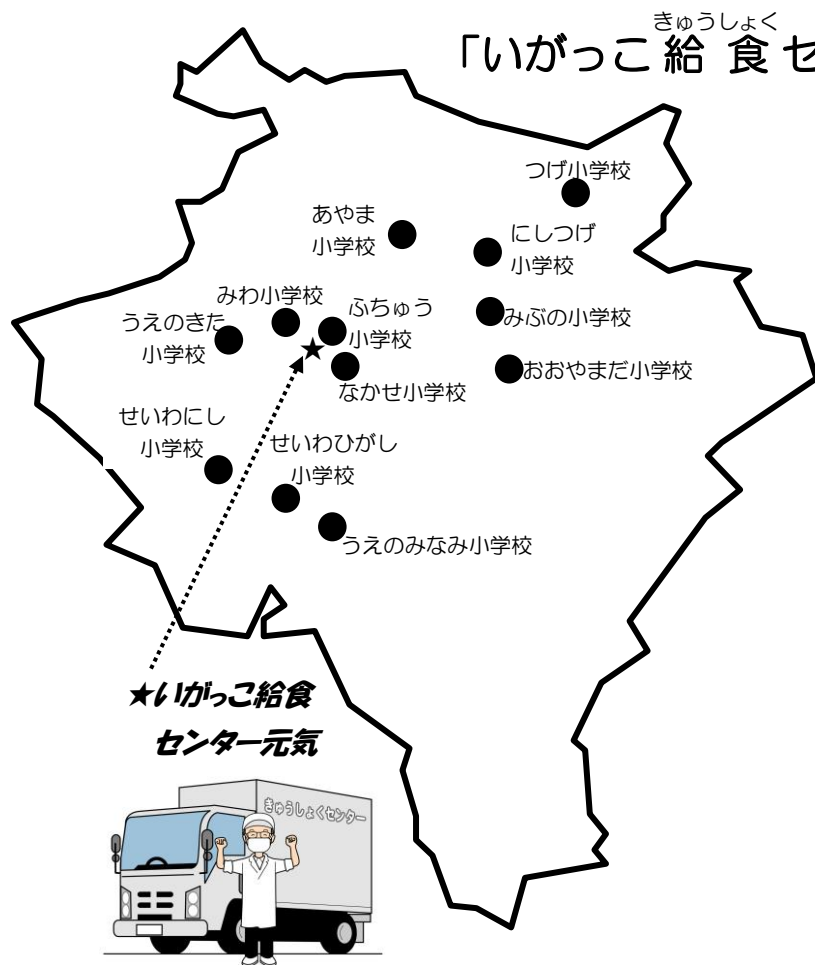 きゅうしょく
「いがっこ給食セ
つげ小学校
あやま
小学校
にしつげ
小学校
みわ小学校
ふちゅう
小学校
うえのきた
小学校
みぶの小学校
なかせ小学校
おおやまだ小学校
せいわにし
小学校
せいわひがし
小学校
うえのみなみ小学校
★いがっこ給食
センター元気
きゅうしょくセンター